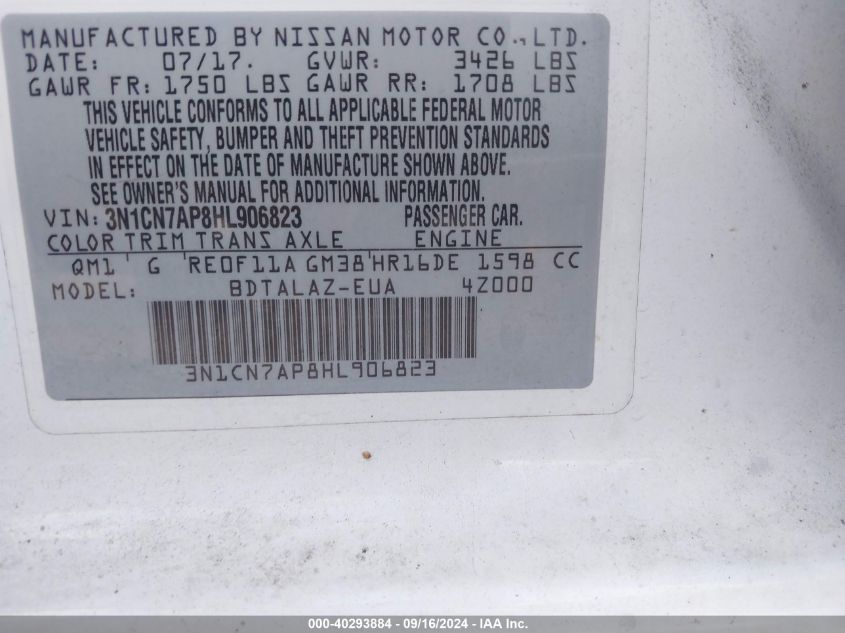 MANUFACTURED BY NISSAN MOTOR CO., LTD.
DATE: 07/17. GVWR: 3426 LBS
GAWR FR: 1750 LBS GAWR RR: 1708 LBS
THIS VEHICLE CONFORMS TO ALL APPLICABLE FEDERAL MOTOR
VEHICLE SAFETY, BUMPER AND THEFT PREVENTION STANDARDS
IN EFFECT ON THE DATE OF MANUFACTURE SHOWN ABOVE.
SEE OWNER'S MANUAL FOR ADDITIONAL INFORMATION.
VIN: 3N1CN7AP8HL906823 PASSENGER CAR.
COLOR TRIM TRANS AXLE ENGINE
QM1 G RE0F11A GM38 HR16DE 1598 CC
MODEL: BDTALAZ-EUA 4Z000
3N1CN7AP8HL906823
000-40293884 - 09/16/2024 - IAA Inc.